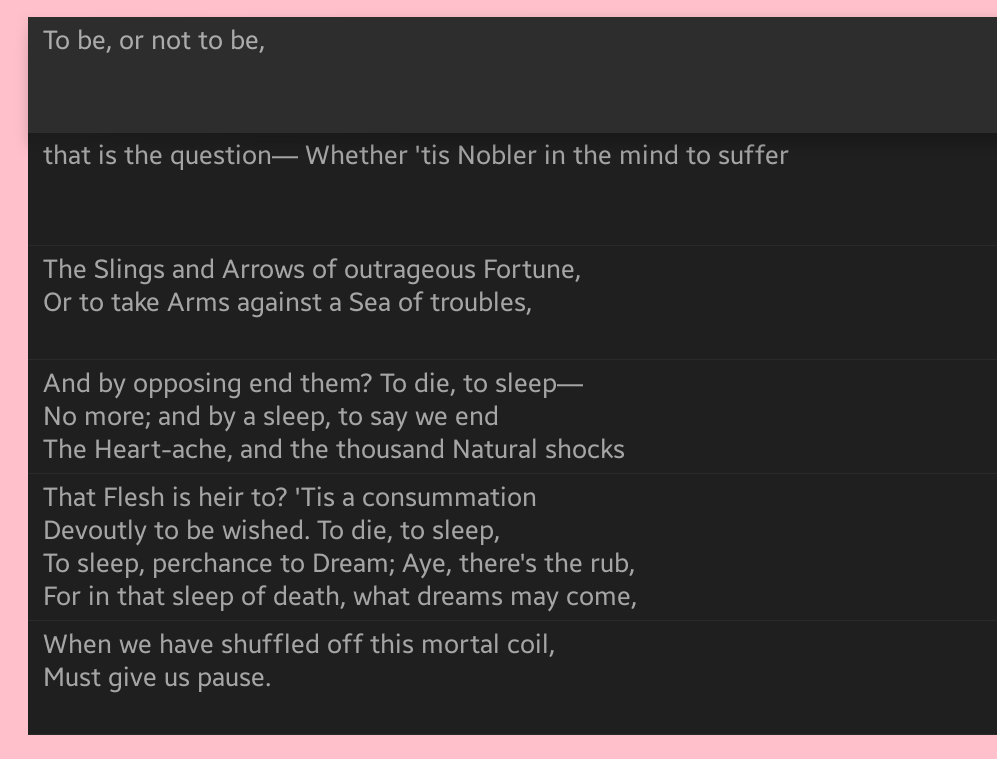 To be, or not to be,
that is the question— Whether 'tis Nobler in the mind to suffer
The Slings and Arrows of outrageous Fortune,
Or to take Arms against a Sea of troubles,
And by opposing end them? To die, to sleep—
No more; and by a sleep, to say we end
The Heart-ache, and the thousand Natural shocks
That Flesh is heir to? 'Tis a consummation
Devoutly to be wished. To die, to sleep,
To sleep, perchance to Dream; Aye, there's the rub,
For in that sleep of death, what dreams may come,
When we have shuffled off this mortal coil,
Must give us pause.